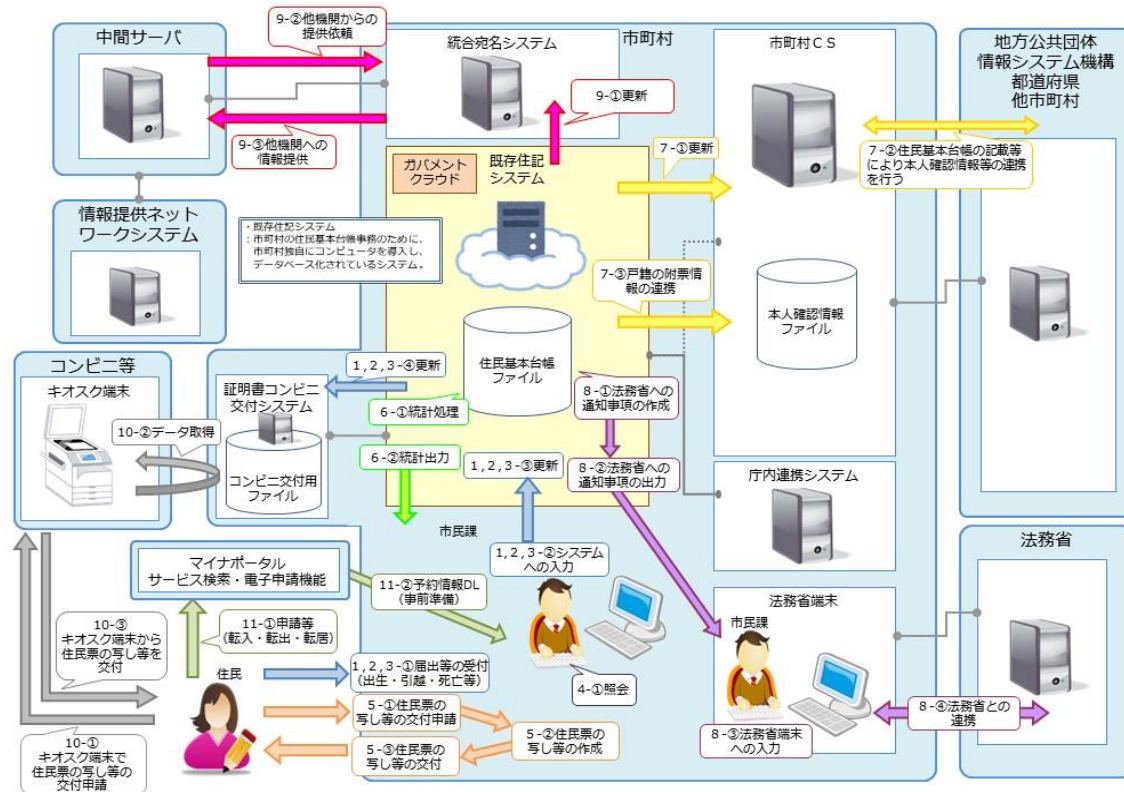 中間サーバ
9-②他機関からの
提供依頼
統合宛名システム
市町村
市町村CS
地方公共団体
情報システム機構
都道府県
他市町村
9-①更新
9-③他機関への
情報提供
ガバメント
クラウド
既存住記
システム
7-①更新
7-②住民基本台帳の記載等
により本人確認情報等の連携
を行う
情報提供ネット
ワークシステム
・既存住記システム
:市町村の住民基本台帳事務のために、
市町村独自にコンピュータを導入し、
データベース化されているシステム。
7-③戸籍の附票情
報の連携
本人確認情報
ファイル
住民基本台帳
ファイル
コンビニ等
キオスク端末
証明書コンビニ
交付システム
1,2,3-④更新
6-①統計処理
8-①法務省への
通知事項の作成
10-②データ取得
コンビニ交付用
ファイル
6-②統計出力
1,2,3-③更新
8-②法務省への
通知事項の出力
庁内連携システム
市民課
1,2,3-②システム
への入力
法務省
マイナポータル
サービス検索・電子申請機能
11-②予約情報DL
(事前準備)
法務省端末
市民課
10-③
キオスク端末から
住民票の写し等を
交付
11-①申請等
(転入・転出・転居)
住民
1,2,3-①届出等の受付
(出生・引越・死亡等)
4-①照会
5-①住民票の
写し等の交付申請
5-②住民票の
写し等の作成
5-③住民票の
写し等の交付
8-③法務省端末
への入力
8-④法務省との
連携
10-①
キオスク端末で
住民票の写し等の
交付申請